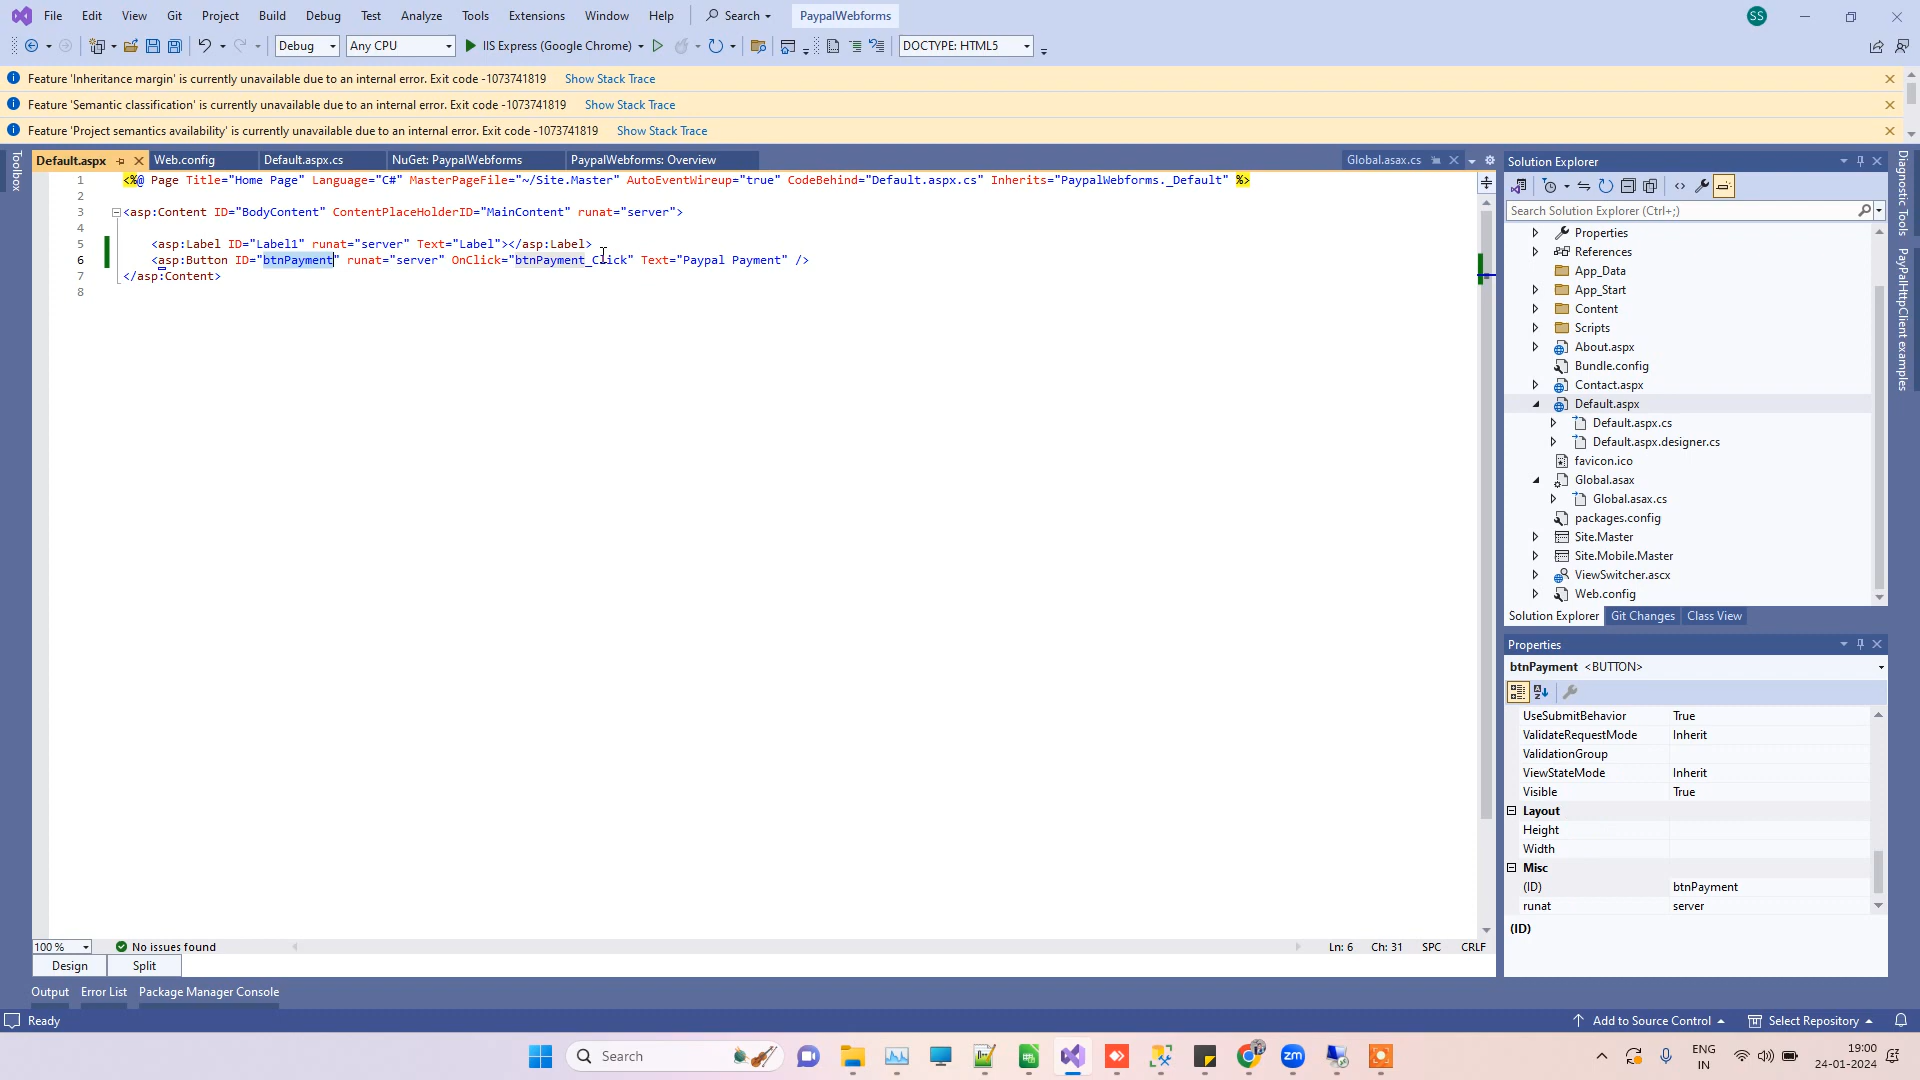 File Edit View Git Project Build Debug Test Analyze Tools Extensions Window Help Search PaypalWebforms SS
Debug Any CPU IIS Express (Google Chrome) DOCTYPE: HTML5
Feature 'Inheritance margin' is currently unavailable due to an internal error. Exit code -1073741819 Show Stack Trace
Feature 'Semantic classification' is currently unavailable due to an internal error. Exit code -1073741819 Show Stack Trace
Feature 'Project semantics availability' is currently unavailable due to an internal error. Exit code -1073741819 Show Stack Trace
Toolbox
Default.aspx Web.config Default.aspx.cs NuGet: PaypalWebforms PaypalWebforms: Overview Global.asax.cs
1 <%@ Page Title="Home Page" Language="C#" MasterPageFile="~/Site.Master" AutoEventWireup="true" CodeBehind="Default.aspx.cs" Inherits="PaypalWebforms._Default" %>
2
3 <asp:Content ID="BodyContent" ContentPlaceHolderID="MainContent" runat="server">
4
5 <asp:Label ID="Label1" runat="server" Text="Label"></asp:Label>
6 <asp:Button ID="btnPayment" runat="server" OnClick="btnPayment_Click" Text="Paypal Payment" />
7 </asp:Content>
8
100 % No issues found Ln: 6 Ch: 31 SPC CRLF
Design Split
Solution Explorer
Search Solution Explorer (Ctrl+;)
Properties
References
App_Data
App_Start
Content
Scripts
About.aspx
Bundle.config
Contact.aspx
Default.aspx
Default.aspx.cs
Default.aspx.designer.cs
favicon.ico
Global.asax
Global.asax.cs
packages.config
Site.Master
Site.Mobile.Master
ViewSwitcher.ascx
Web.config
Solution Explorer Git Changes Class View
Properties
btnPayment <BUTTON>
UseSubmitBehavior True
ValidateRequestMode Inherit
ValidationGroup
ViewStateMode Inherit
Visible True
Layout
Height
Width
Misc
(ID) btnPayment
runat server
(ID)
Diagnostic Tools
PayPalHttpClient examples
Output Error List Package Manager Console
Ready Add to Source Control Select Repository
Search zm ENG IN 19:00 24-01-2024